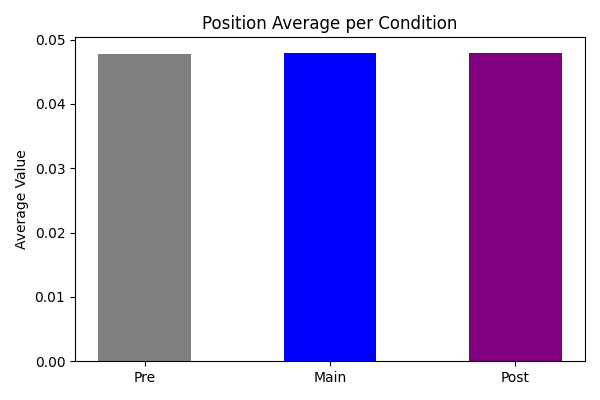 Position Average per Condition
Average Value
0.05
0.04
0.03
0.02
0.01
0.00
Pre
Main
Post